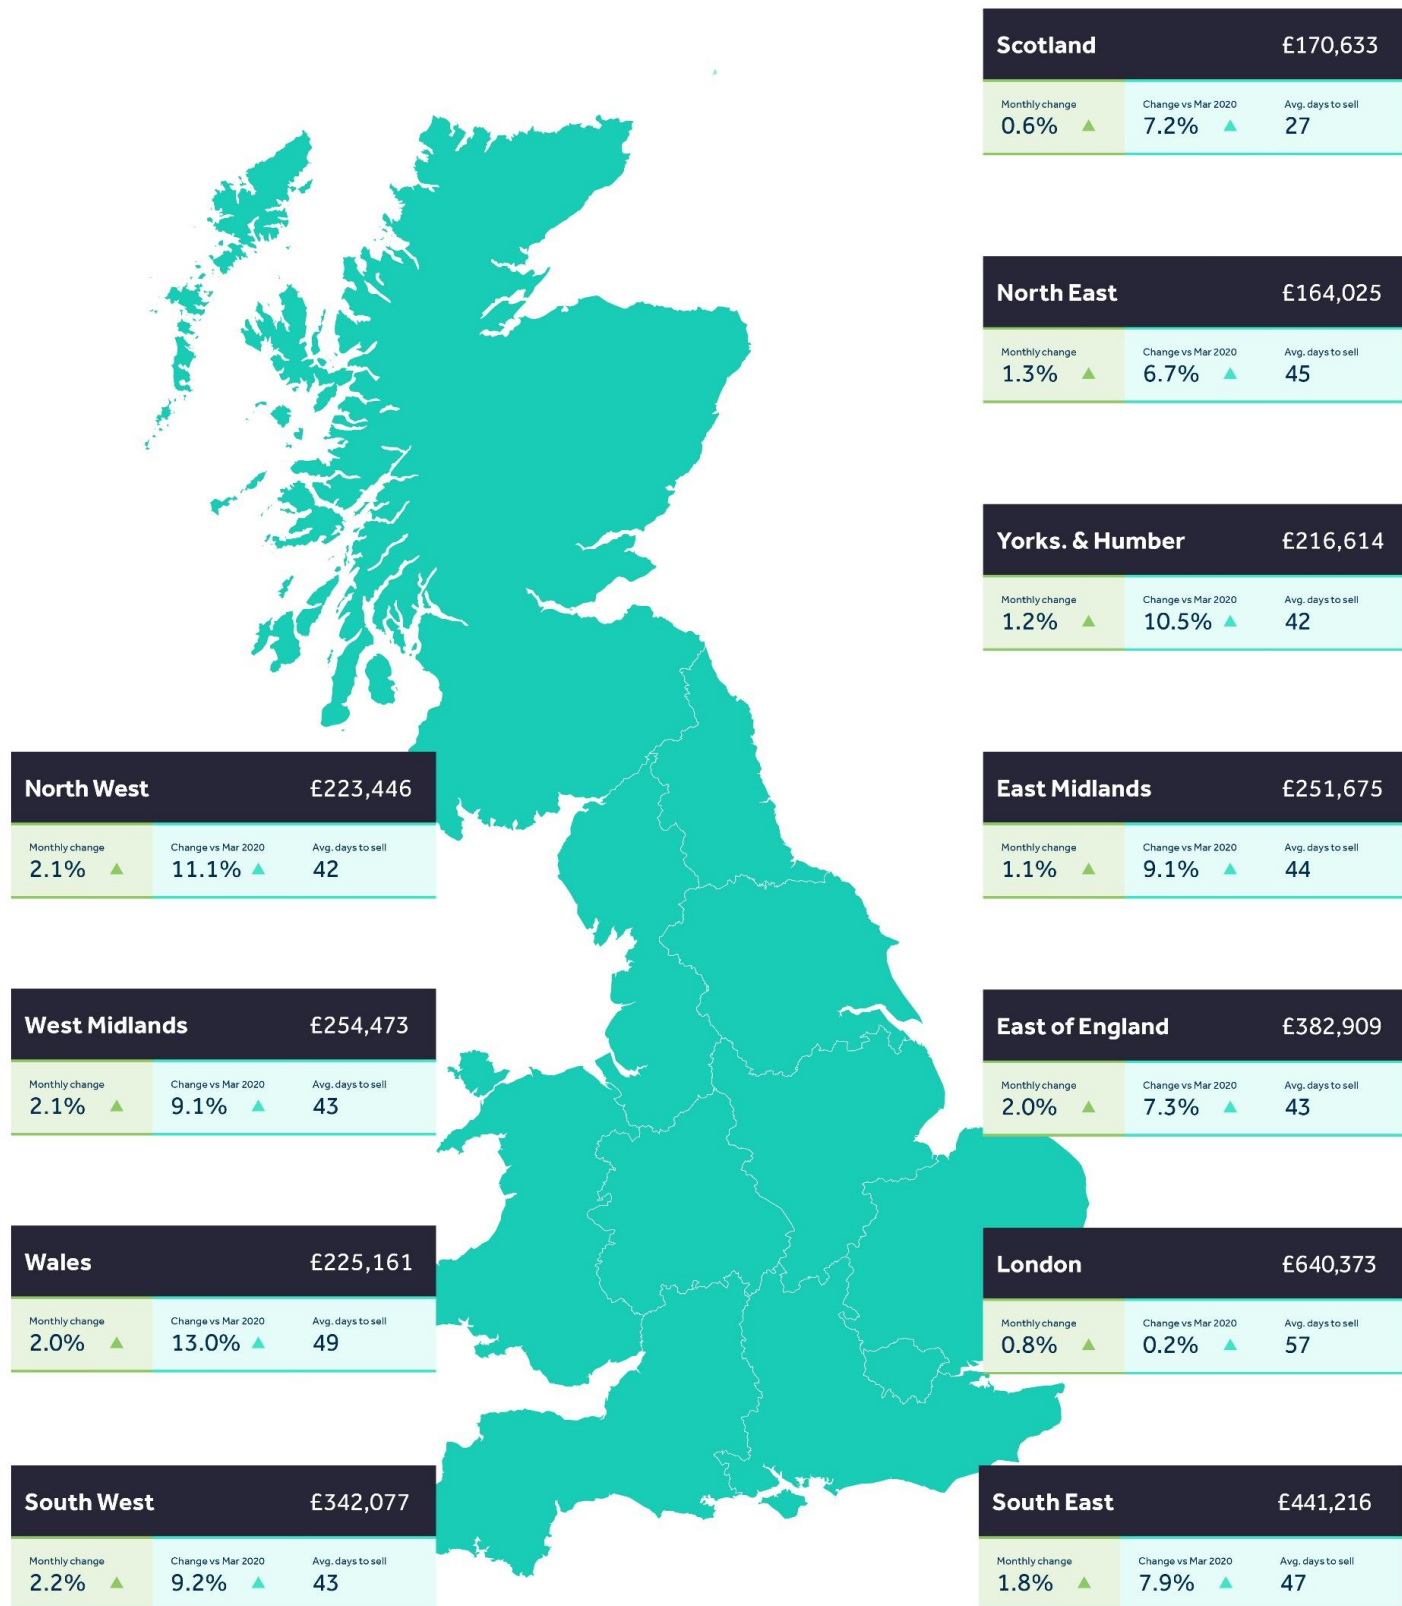 Scotland £170,633
Monthly change Change vs Mar 2020 Avg. days to sell
0.6% 7.2% 27
North East £164,025
Monthly change Change vs Mar 2020 Avg. days to sell
1.3% 6.7% 45
Yorks. & Humber £216,614
Monthly change Change vs Mar 2020 Avg. days to sell
1.2% 10.5% 42
North West £223,446
Monthly change Change vs Mar 2020 Avg. days to sell
2.1% 11.1% 42
East Midlands £251,675
Monthly change Change vs Mar 2020 Avg. days to sell
1.1% 9.1% 44
West Midlands £254,473
Monthly change Change vs Mar 2020 Avg. days to sell
2.1% 9.1% 43
East of England £382,909
Monthly change Change vs Mar 2020 Avg. days to sell
2.0% 7.3% 43
Wales £225,161
Monthly change Change vs Mar 2020 Avg. days to sell
2.0% 13.0% 49
London £640,373
Monthly change Change vs Mar 2020 Avg. days to sell
0.8% 0.2% 57
South West £342,077
Monthly change Change vs Mar 2020 Avg. days to sell
2.2% 9.2% 43
South East £441,216
Monthly change Change vs Mar 2020 Avg. days to sell
1.8% 7.9% 47